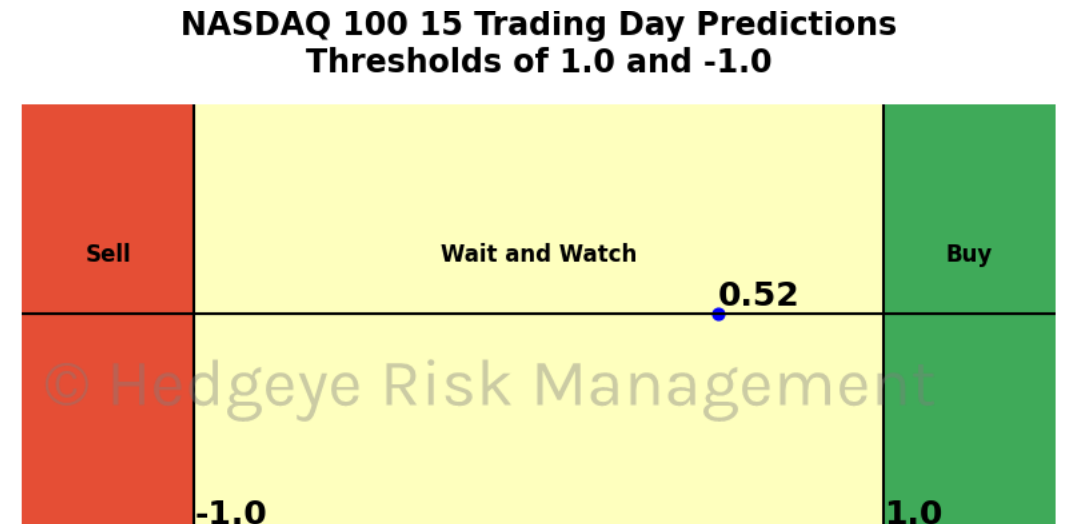 NASDAQ 100 15 Trading Day Predictions
Thresholds of 1.0 and -1.0
Sell
Wait and Watch
Buy
0.52
© Hedgeye Risk Management
-1.0
1.0